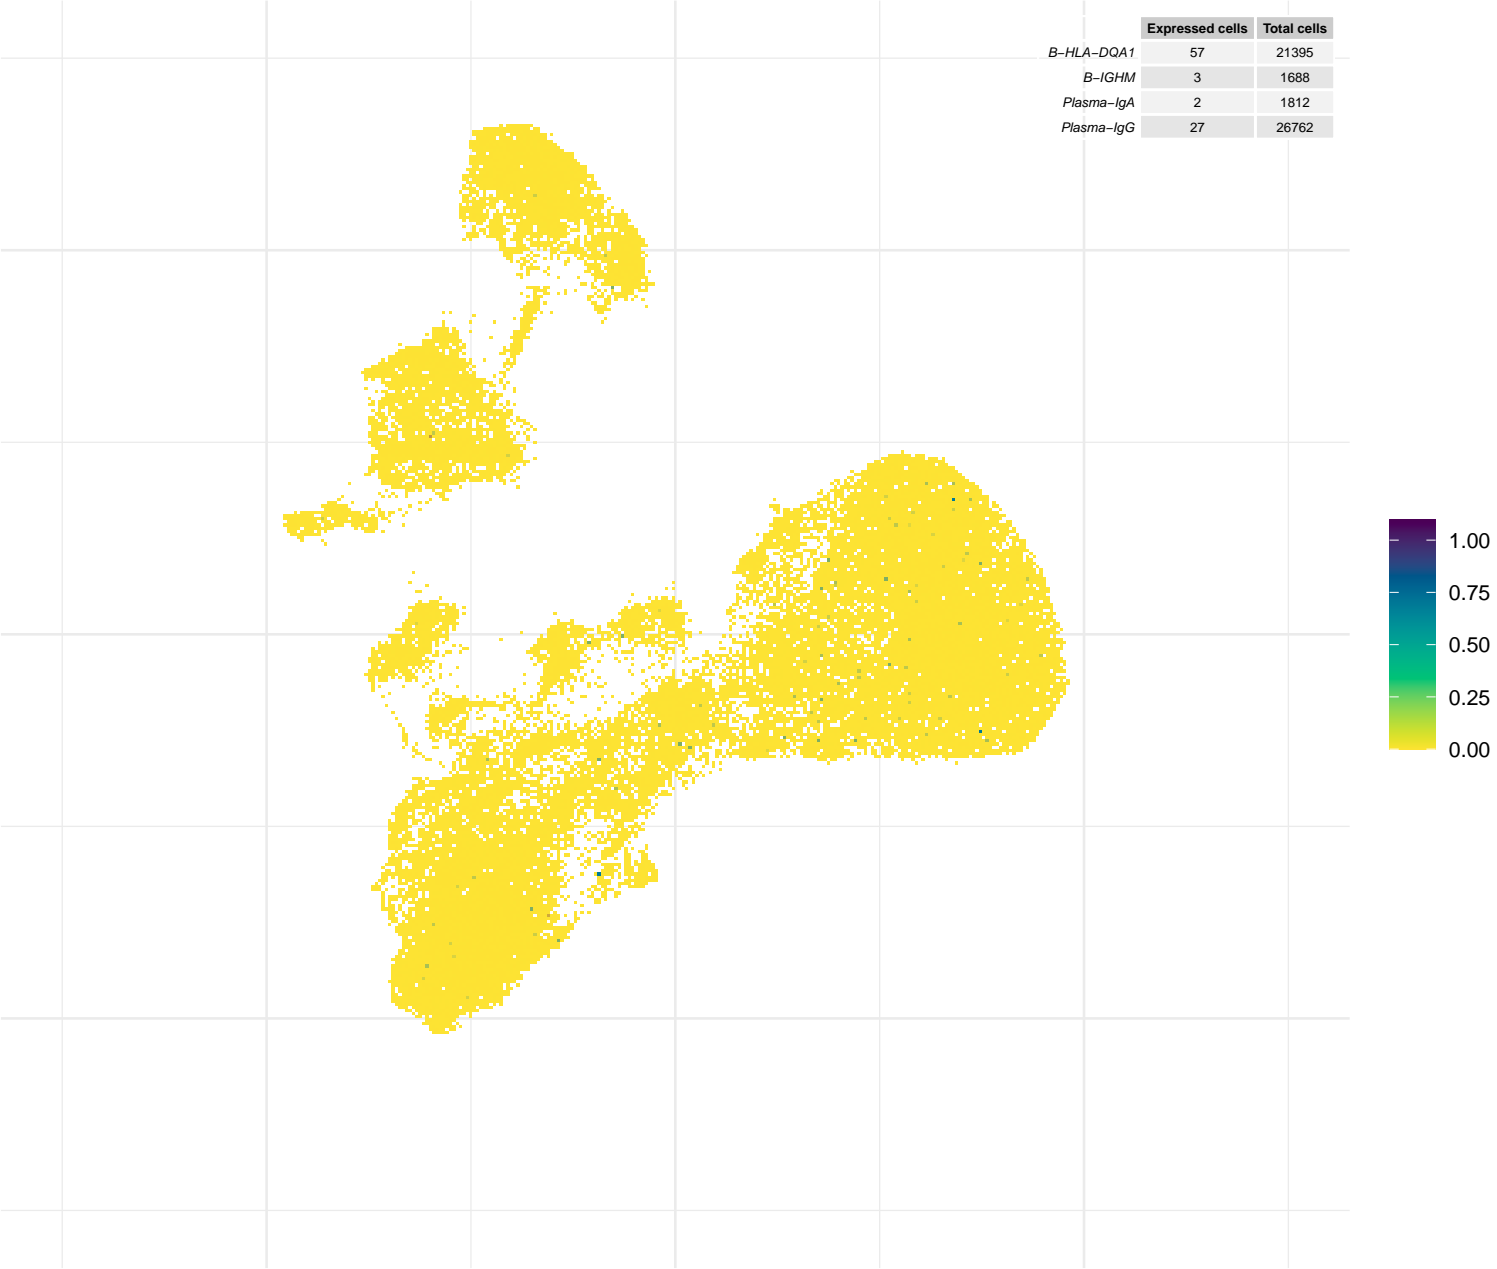 Expressed cells Total cells
B−HLA−DQA1 57 21395
B−IGHM 3 1688
Plasma−IgA 2 1812
Plasma−IgG 27 26762
1.00
0.75
0.50
0.25
0.00